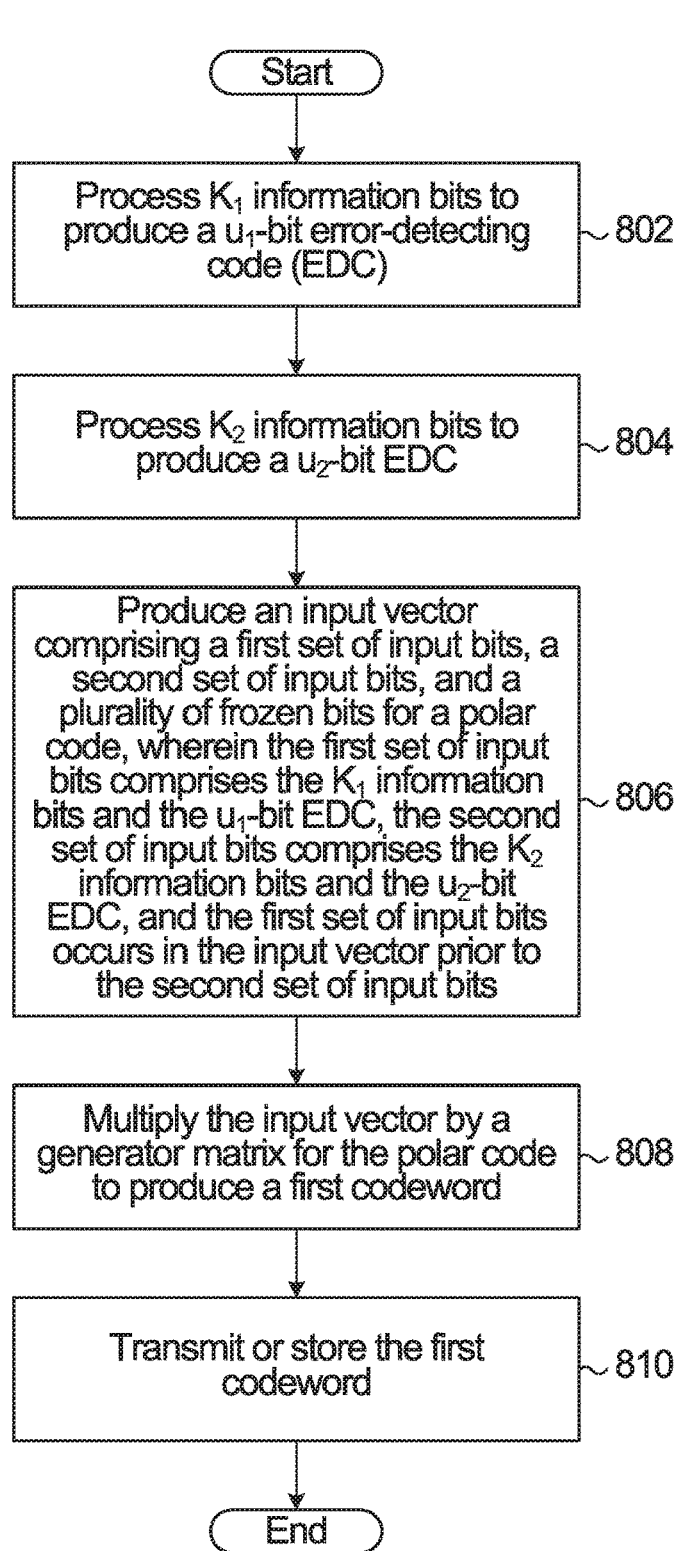 Start
Process K₁ information bits to
produce a u₁-bit error-detecting
code (EDC)
802
Process K₂ information bits to
produce a u₂-bit EDC
804
Produce an input vector
comprising a first set of input bits, a
second set of input bits, and a
plurality of frozen bits for a polar
code, wherein the first set of input
bits comprises the K₁ information
bits and the u₁-bit EDC, the second
set of input bits comprises the K₂
information bits and the u₂-bit
EDC, and the first set of input bits
occurs in the input vector prior to
the second set of input bits
806
Multiply the input vector by a
generator matrix for the polar code
to produce a first codeword
808
Transmit or store the first
codeword
810
End